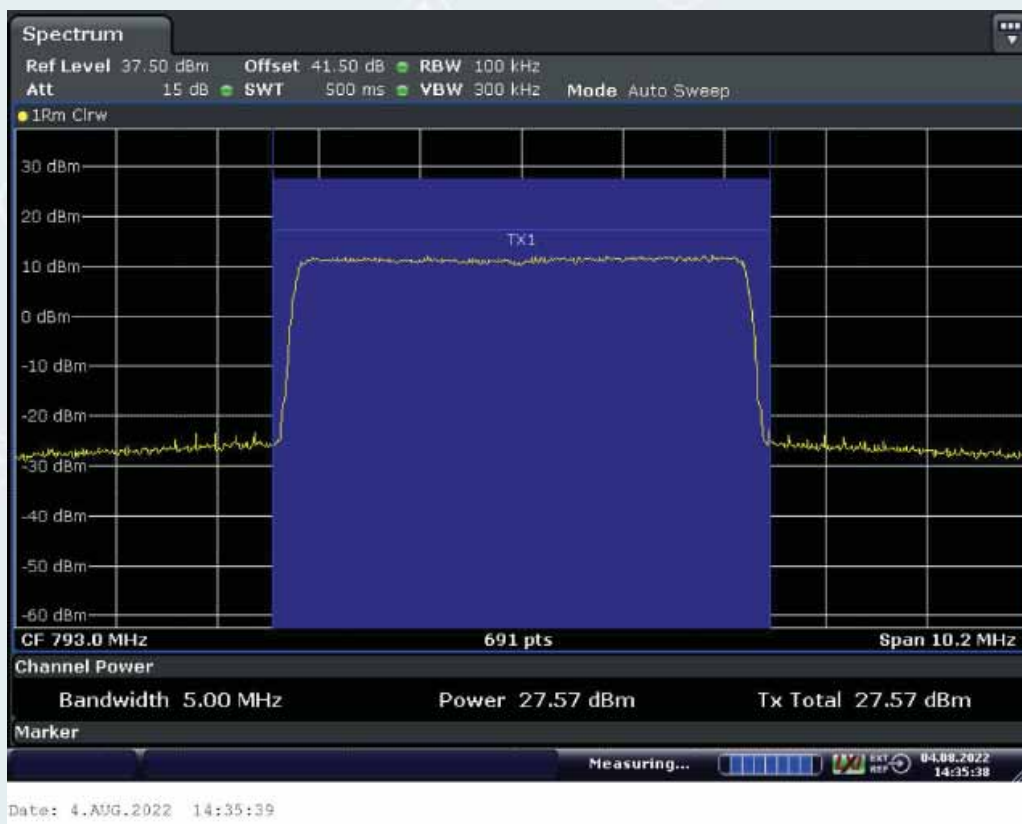 Spectrum
Ref Level 37.50 dBm Offset 41.50 dB RBW 100 kHz
Att 15 dB SWT 500 ms VBW 300 kHz Mode Auto Sweep
1Rm Clrw
30 dBm
20 dBm
TX1
10 dBm
0 dBm
-10 dBm
-20 dBm
-30 dBm
-40 dBm
-50 dBm
-60 dBm
CF 793.0 MHz 691 pts Span 10.2 MHz
Channel Power
Bandwidth 5.00 MHz Power 27.57 dBm Tx Total 27.57 dBm
Marker
Measuring... LXI EXT REF 04.08.2022
14:35:38
Date: 4.AUG.2022 14:35:39